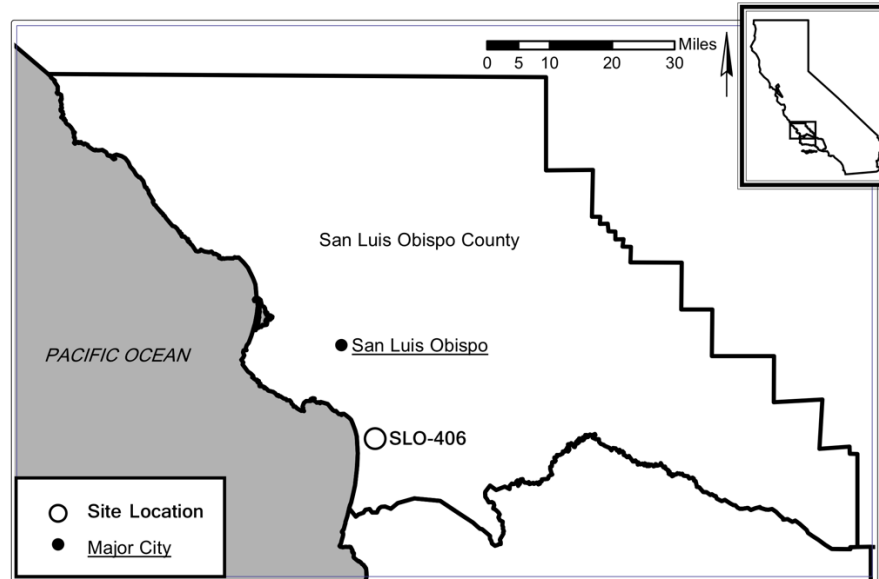 Miles
0 5 10 20 30
San Luis Obispo County
San Luis Obispo
PACIFIC OCEAN
SLO-406
Site Location
Major City